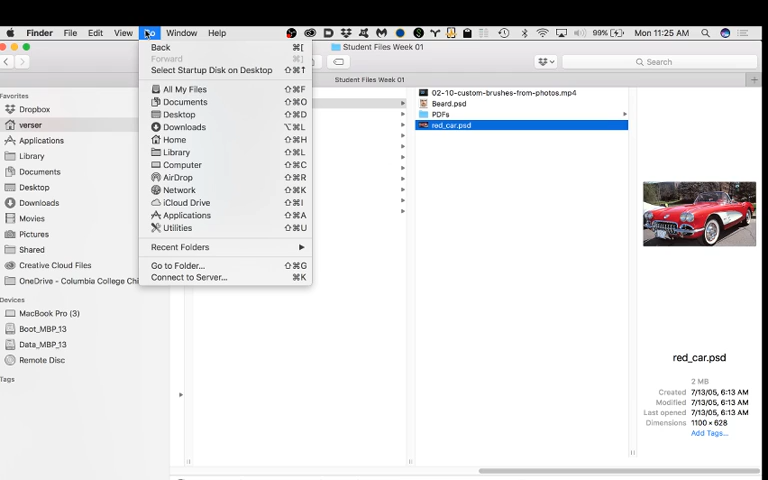 Finder File Edit View Go Window Help 99% Mon 11:25 AM
Student Files Week 01
Search
Student Files Week 01
Back ⌘[
Forward ⌘]
Select Startup Disk on Desktop ⇧⌘↑
All My Files ⇧⌘F
Documents ⇧⌘O
Desktop ⇧⌘D
Downloads ⌥⌘L
Home ⇧⌘H
Library ⇧⌘L
Computer ⇧⌘C
AirDrop ⇧⌘R
Network ⇧⌘K
iCloud Drive ⇧⌘I
Applications ⇧⌘A
Utilities ⇧⌘U
Recent Folders
Go to Folder... ⇧⌘G
Connect to Server... ⌘K
Favorites
Dropbox
verser
Applications
Library
Documents
Desktop
Downloads
Movies
Pictures
Shared
Creative Cloud Files
OneDrive - Columbia College Chi
Devices
MacBook Pro (3)
Boot_MBP_13
Data_MBP_13
Remote Disc
Tags
02-10-custom-brushes-from-photos.mp4
Beard.psd
PDFs
red_car.psd
red_car.psd
2 MB
Created 7/13/05, 6:13 AM
Modified 7/13/05, 6:13 AM
Last opened 7/13/05, 6:13 AM
Dimensions 1100 × 628
Add Tags...